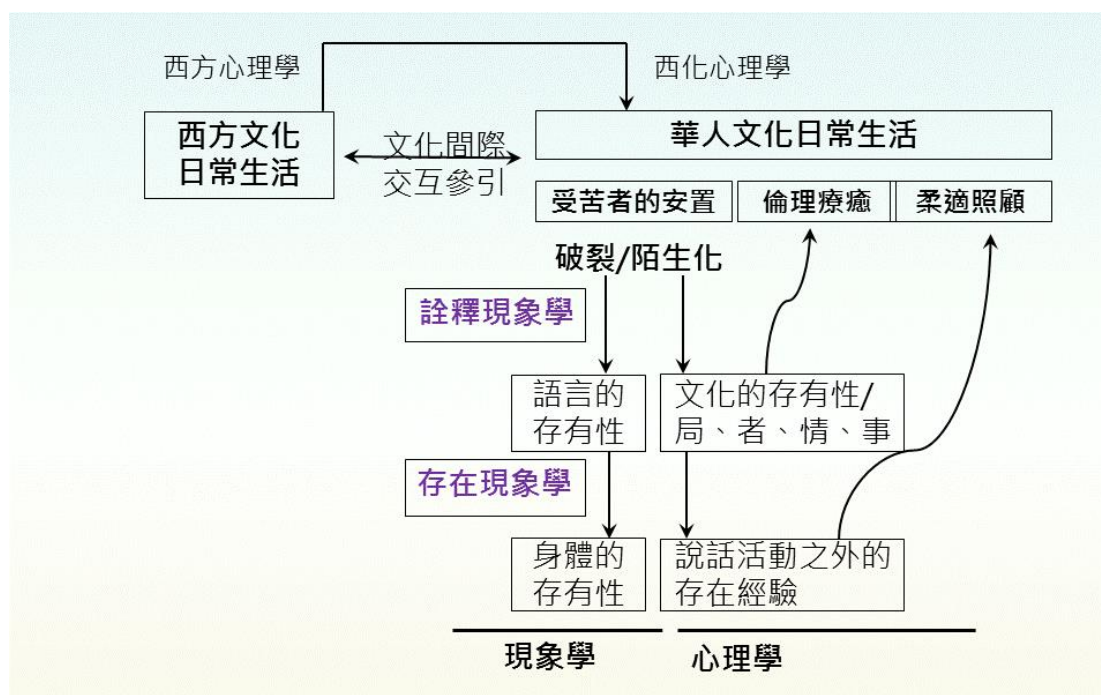 西方心理學
西化心理學
西方文化
日常生活
文化間際
交互參引
華人文化日常生活
受苦者的安置
倫理療癒
柔適照顧
破裂/陌生化
詮釋現象學
語言的
存有性
文化的存有性/
局、者、情、事
存在現象學
身體的
存有性
說話活動之外的
存在經驗
現象學
心理學